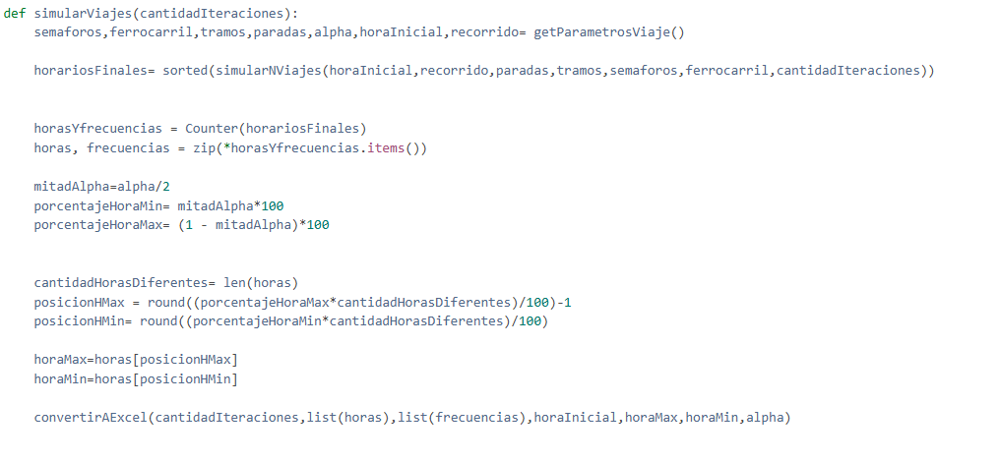 def simularViajes(cantidadIteraciones):
    semaforos,ferrocarril,tramos,paradas,alpha,horaInicial,recorrido= getParametrosViaje()
    horariosFinales= sorted(simularNViajes(horaInicial,recorrido,paradas,tramos,semaforos,ferrocarril,cantidadIteraciones))
    horasYfrecuencias = Counter(horariosFinales)
    horas, frecuencias = zip(*horasYfrecuencias.items())
    mitadAlpha=alpha/2
    porcentajeHoraMin= mitadAlpha*100
    porcentajeHoraMax= (1 - mitadAlpha)*100
    cantidadHorasDiferentes= len(horas)
    posicionHMax = round((porcentajeHoraMax*cantidadHorasDiferentes)/100)-1
    posicionHMin= round((porcentajeHoraMin*cantidadHorasDiferentes)/100)
    horaMax=horas[posicionHMax]
    horaMin=horas[posicionHMin]
    convertirAExcel(cantidadIteraciones,list(horas),list(frecuencias),horaInicial,horaMax,horaMin,alpha)